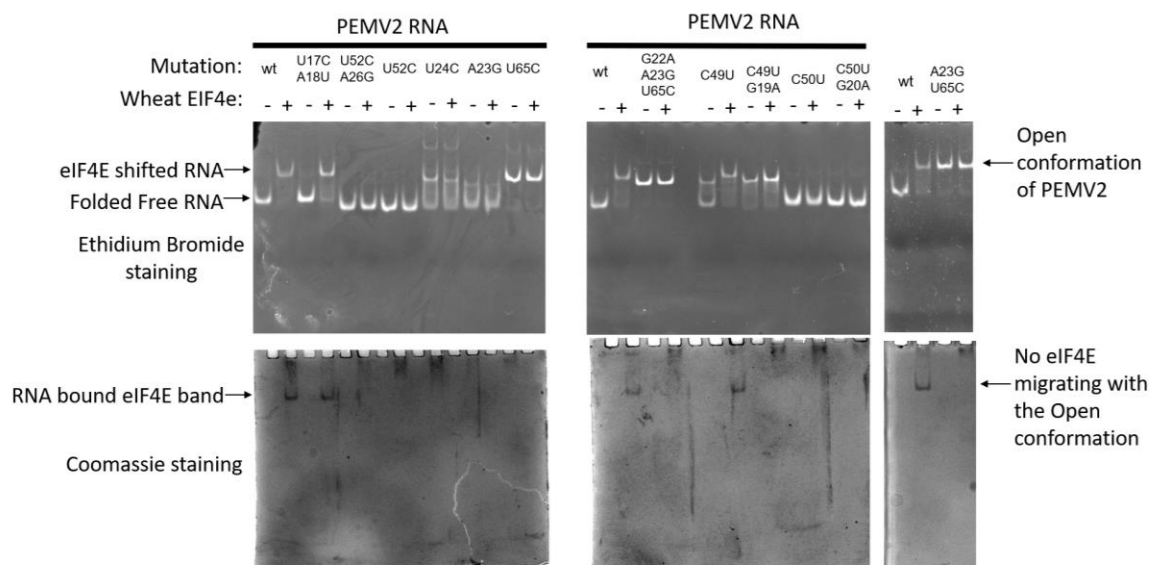 PEMV2 RNA
PEMV2 RNA
Mutation:
wt
U17C
A18U
U52C
A26G
U52C
U24C
A23G
U65C
wt
G22A
A23G
U65C
C49U
C49U
G19A
C50U
C50U
G20A
wt
A23G
U65C
Wheat EIF4e:
- + - + - + - + - + - + - +
- + - + - + - + - + - +
- + - +
eIF4E shifted RNA
Folded Free RNA
Ethidium Bromide
staining
Open
conformation
of PEMV2
RNA bound eIF4E band
Coomassie staining
No eIF4E
migrating with
the Open
conformation